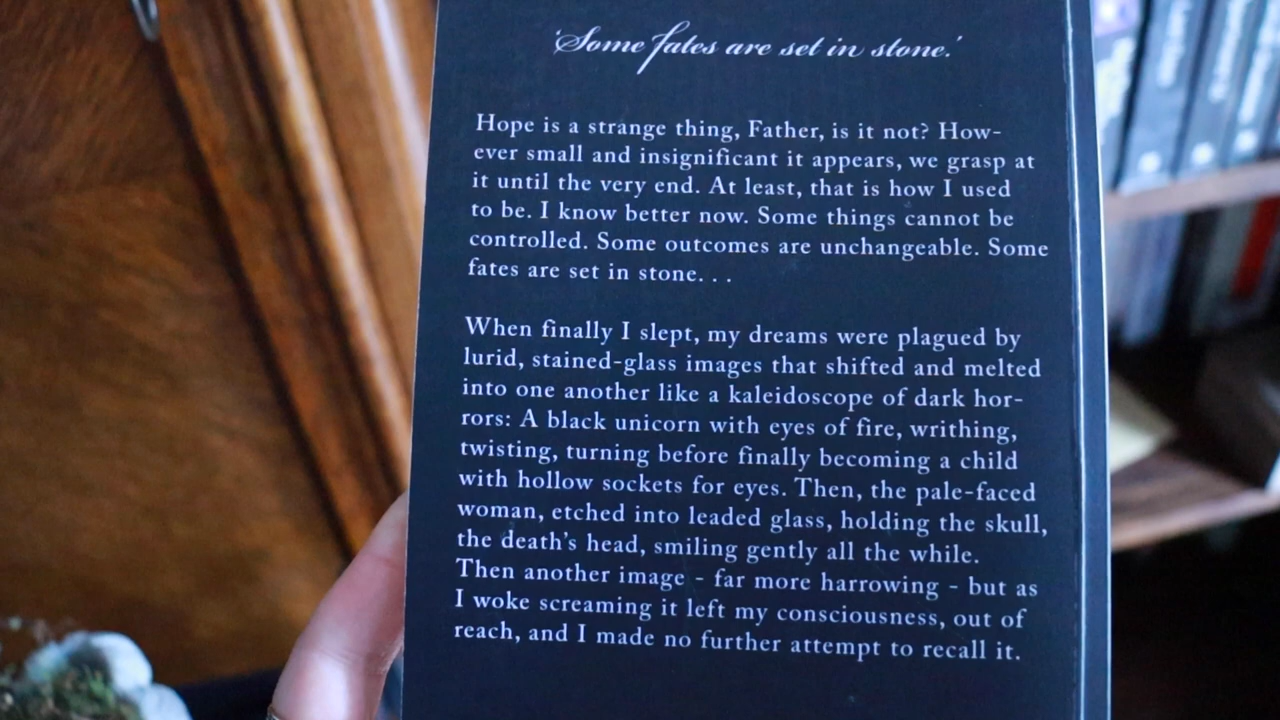 'Some fates are set in stone.'
Hope is a strange thing, Father, is it not? How-
ever small and insignificant it appears, we grasp at
it until the very end. At least, that is how I used
to be. I know better now. Some things cannot be
controlled. Some outcomes are unchangeable. Some
fates are set in stone. . .
When finally I slept, my dreams were plagued by
lurid, stained-glass images that shifted and melted
into one another like a kaleidoscope of dark hor-
rors: A black unicorn with eyes of fire, writhing,
twisting, turning before finally becoming a child
with hollow sockets for eyes. Then, the pale-faced
woman, etched into leaded glass, holding the skull,
the death's head, smiling gently all the while.
Then another image - far more harrowing - but as
I woke screaming it left my consciousness, out of
reach, and I made no further attempt to recall it.